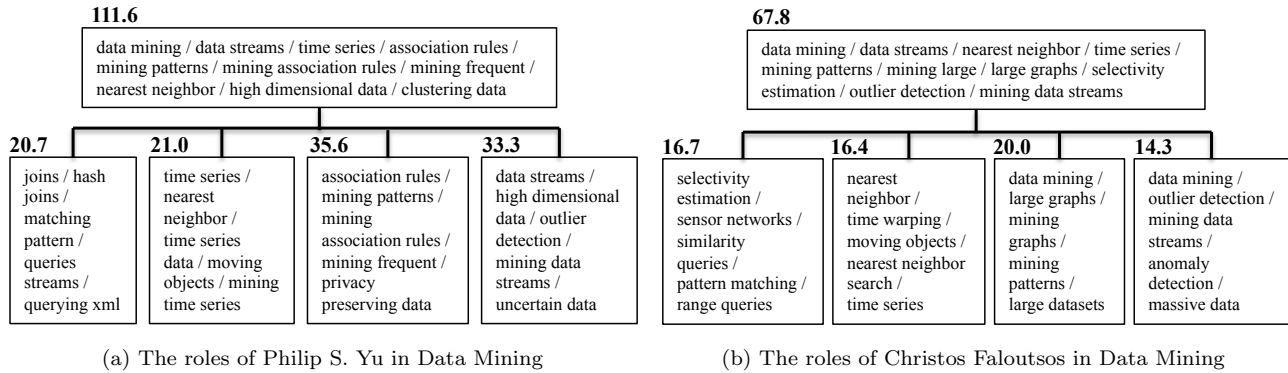 111.6
data mining / data streams / time series / association rules /
mining patterns / mining association rules / mining frequent /
nearest neighbor / high dimensional data / clustering data
20.7
joins / hash
joins /
matching
pattern /
queries
streams /
querying xml
21.0
time series /
nearest
neighbor /
time series
data / moving
objects / mining
time series
35.6
association rules /
mining patterns /
mining
association rules /
mining frequent /
privacy
preserving data
33.3
data streams /
high dimensional
data / outlier
detection /
mining data
streams /
uncertain data
(a) The roles of Philip S. Yu in Data Mining
67.8
data mining / data streams / nearest neighbor / time series /
mining patterns / mining large / large graphs / selectivity
estimation / outlier detection / mining data streams
16.7
selectivity
estimation /
sensor networks /
similarity
queries /
pattern matching /
range queries
16.4
nearest
neighbor /
time warping /
moving objects /
nearest neighbor
search /
time series
20.0
data mining /
large graphs /
mining
graphs /
mining
patterns /
large datasets
14.3
data mining /
outlier detection /
mining data
streams /
anomaly
detection /
massive data
(b) The roles of Christos Faloutsos in Data Mining